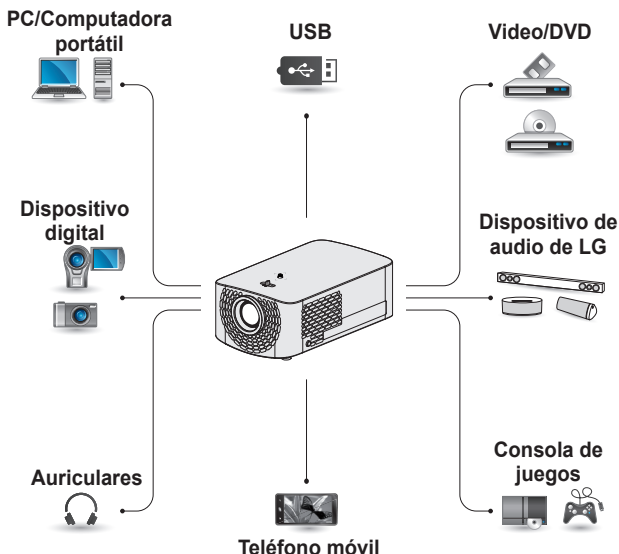 PC/Computadora
portátil
USB
Video/DVD
Dispositivo
digital
Dispositivo de
audio de LG
Auriculares
Teléfono móvil
Consola de
juegos